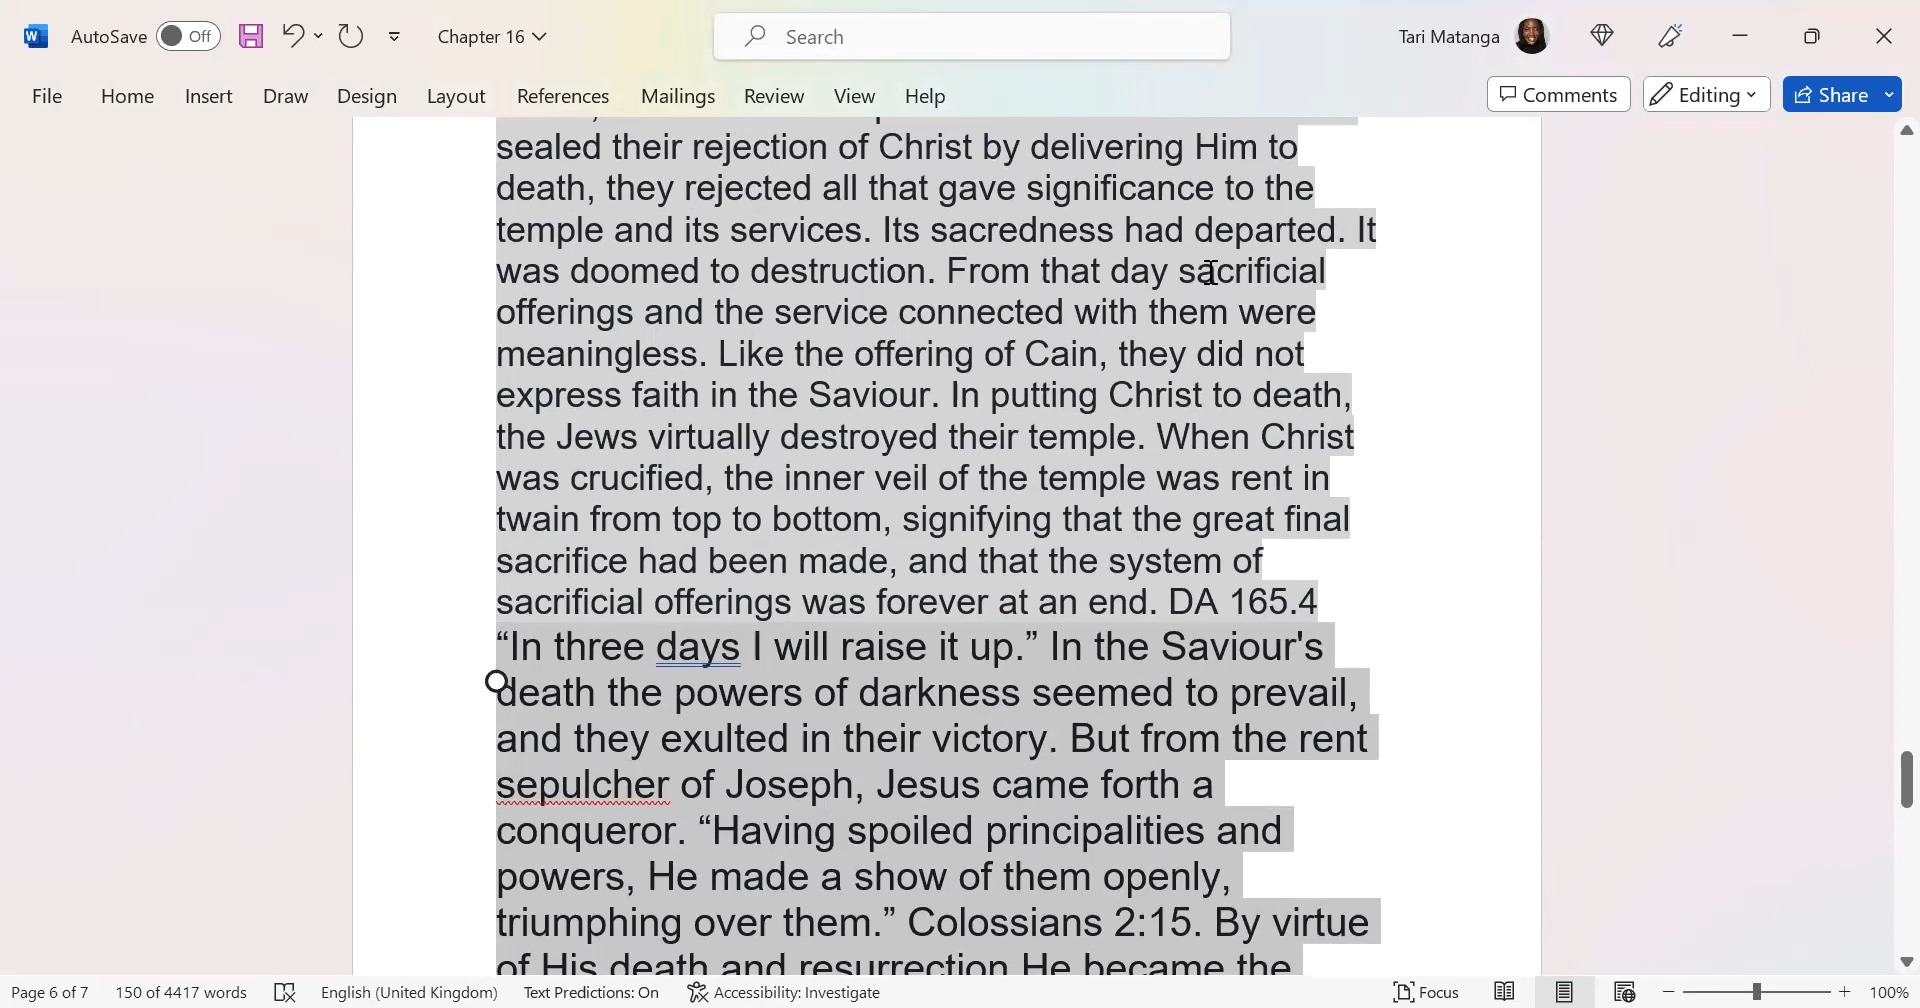 AutoSave Off Chapter 16 Search Tari Matanga
File Home Insert Draw Design Layout References Mailings Review View Help Comments Editing Share
sealed their rejection of Christ by delivering Him to
death, they rejected all that gave significance to the
temple and its services. Its sacredness had departed. It
was doomed to destruction. From that day sacrificial
offerings and the service connected with them were
meaningless. Like the offering of Cain, they did not
express faith in the Saviour. In putting Christ to death,
the Jews virtually destroyed their temple. When Christ
was crucified, the inner veil of the temple was rent in
twain from top to bottom, signifying that the great final
sacrifice had been made, and that the system of
sacrificial offerings was forever at an end. DA 165.4
“In three days I will raise it up.” In the Saviour's
death the powers of darkness seemed to prevail,
and they exulted in their victory. But from the rent
sepulcher of Joseph, Jesus came forth a
conqueror. “Having spoiled principalities and
powers, He made a show of them openly,
triumphing over them.” Colossians 2:15. By virtue
of His death and resurrection He became the
Page 6 of 7 150 of 4417 words English (United Kingdom) Text Predictions: On Accessibility: Investigate Focus 100%